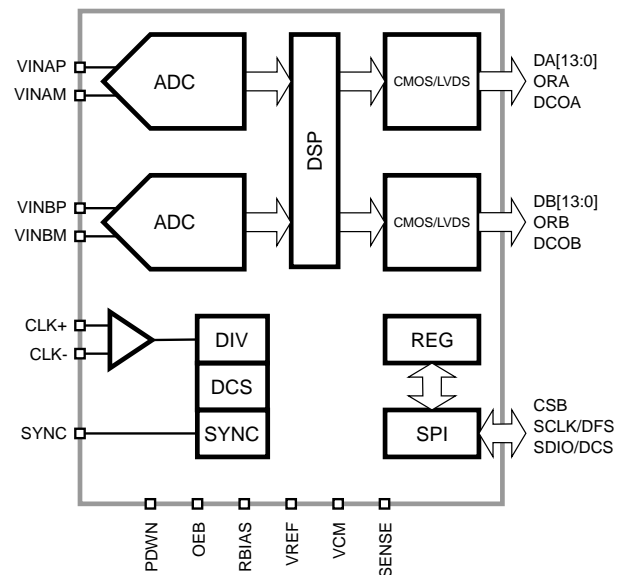 VINAP
VINAM
ADC
DSP
CMOS/LVDS
DA[13:0]
ORA
DCOA
VINBP
VINBM
ADC
CMOS/LVDS
DB[13:0]
ORB
DCOB
CLK+
CLK-
DIV
DCS
SYNC
SYNC
REG
SPI
CSB
SCLK/DFS
SDIO/DCS
PDWN
OEB
RBIAS
VREF
VCM
SENSE